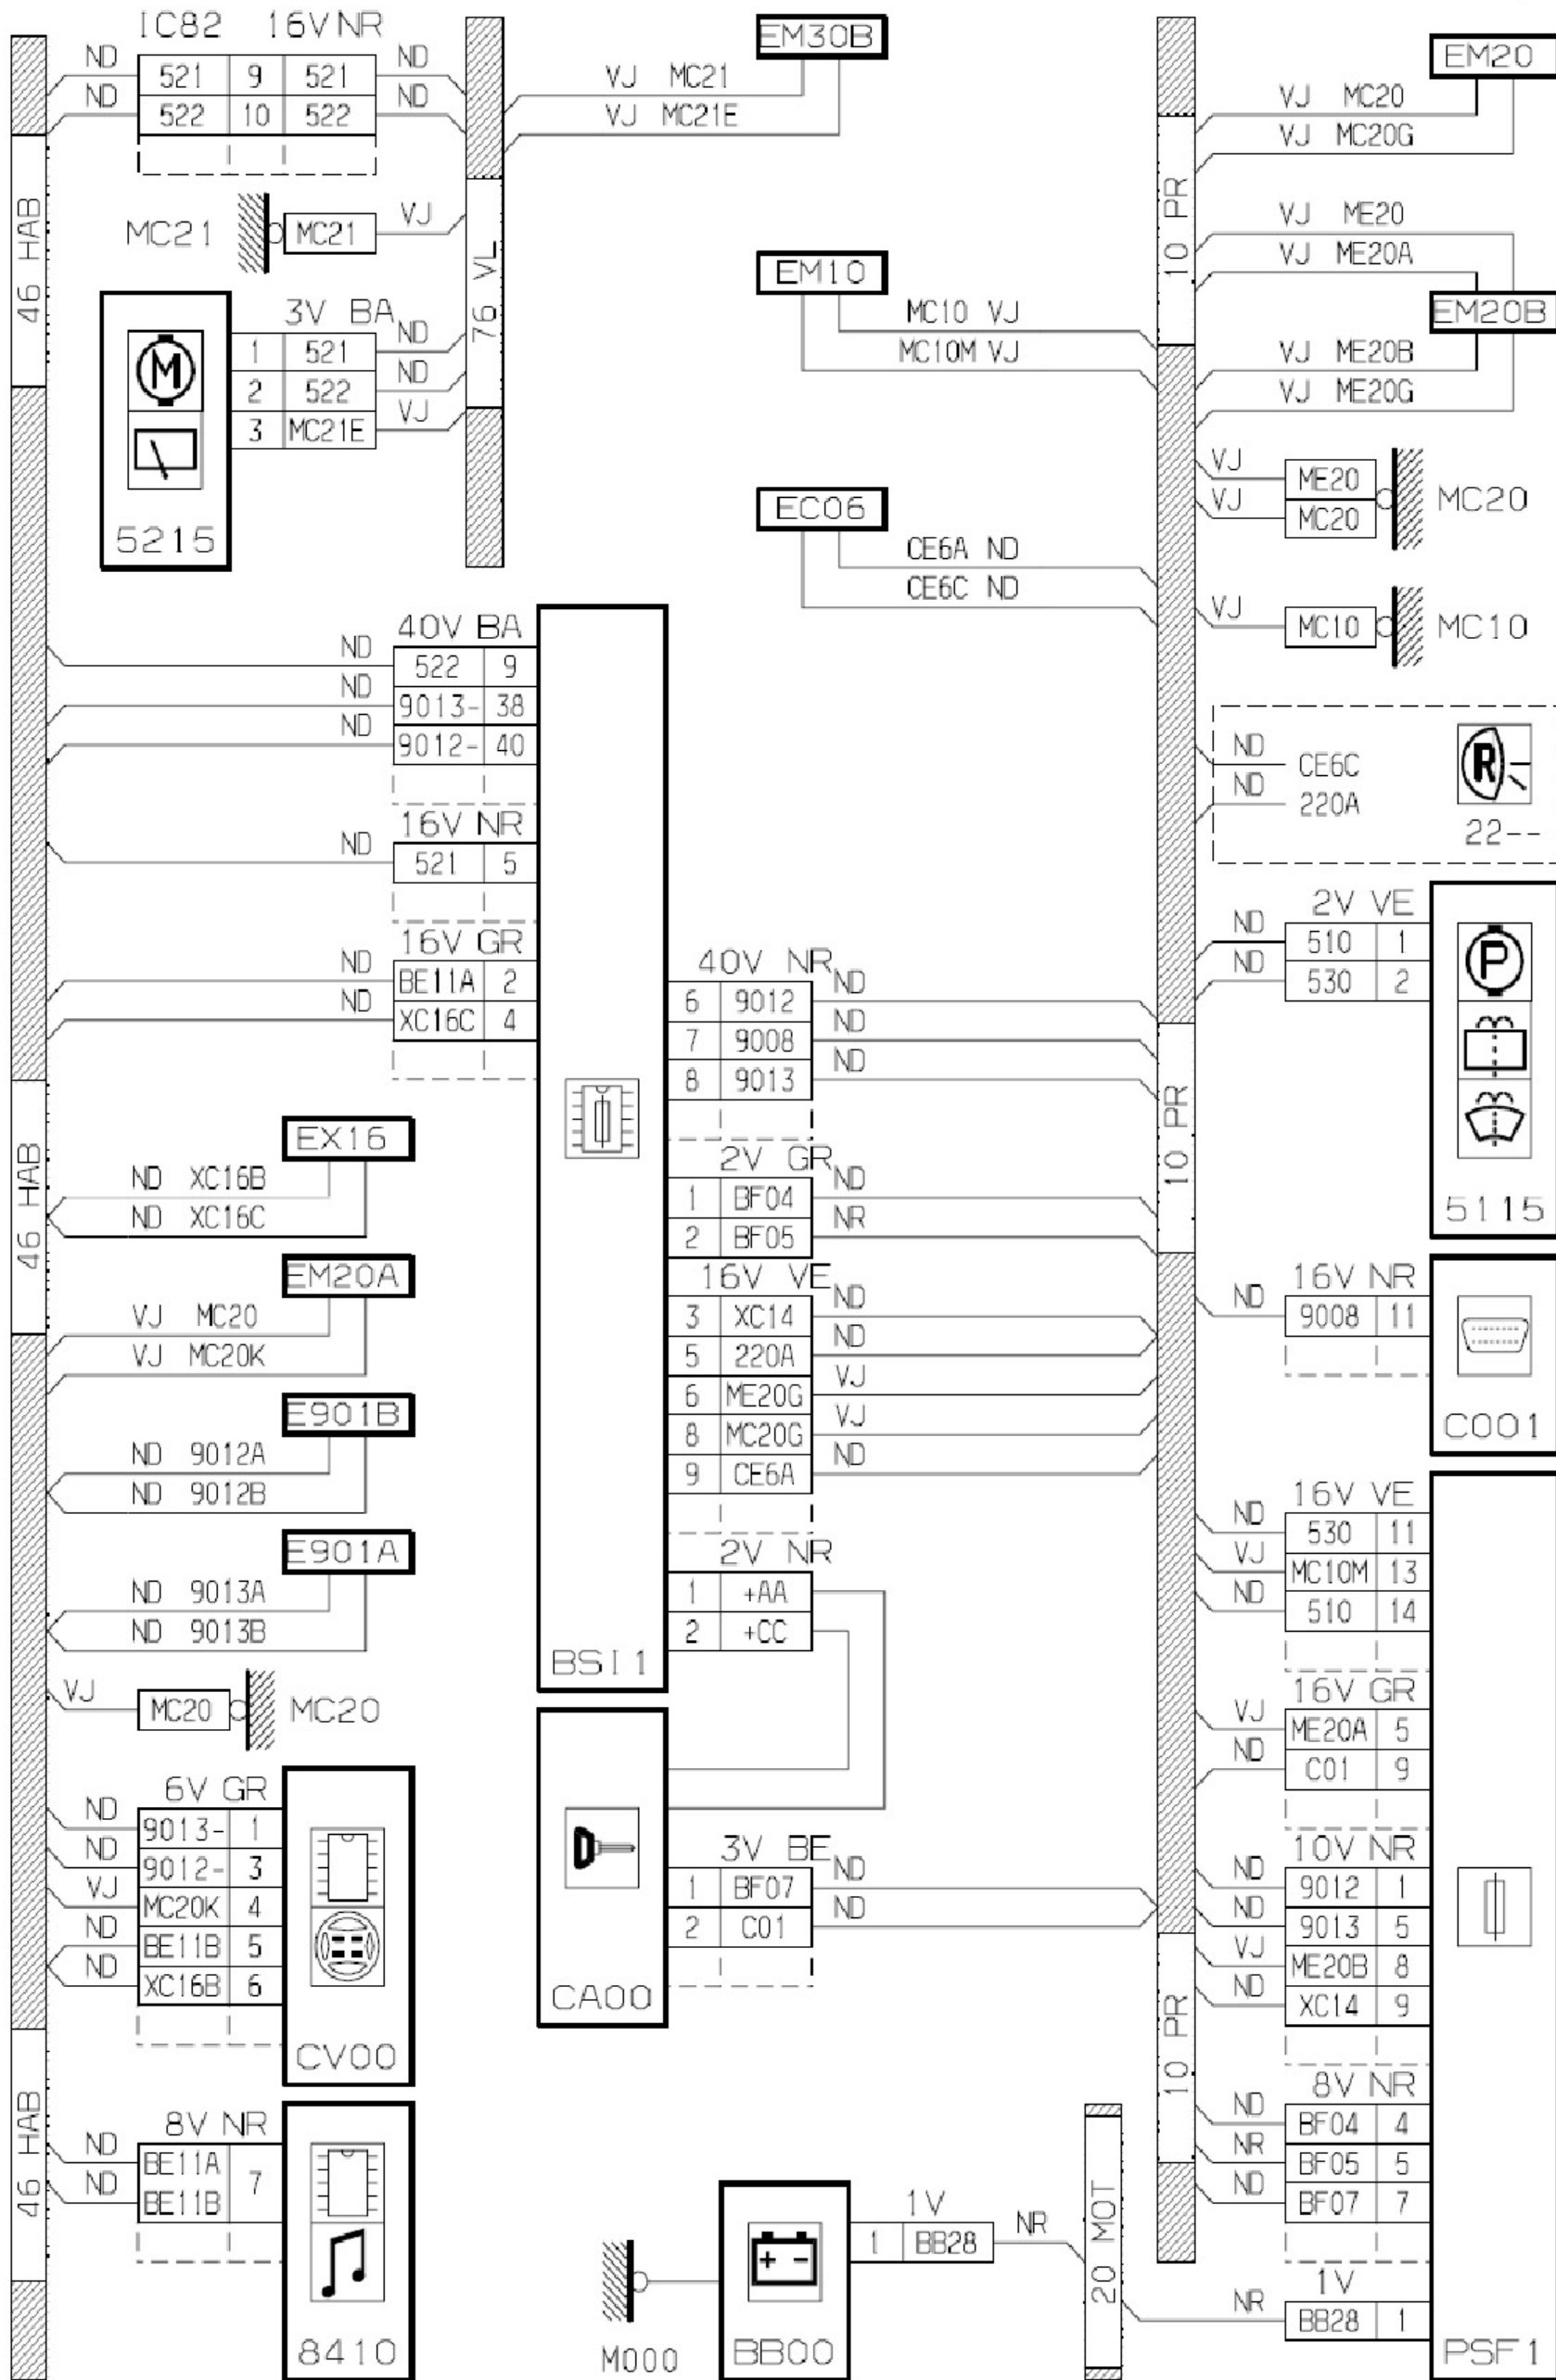 IC82 16V NR
ND 521 9 521 ND
ND 522 10 522 ND
46 HAB
MC21 MC21 VJ
76 VL
3V BA
1 521 ND
2 522 ND
3 MC21E VJ
5215
EM30B
VJ MC21
VJ MC21E
EM10
MC10 VJ
MC10M VJ
EC06
CE6A ND
CE6C ND
10 PR
EM20
VJ MC20
VJ MC20G
VJ ME20
VJ ME20A
EM20B
VJ ME20B
VJ ME20G
VJ ME20
VJ MC20
MC20
VJ MC10 MC10
ND CE6C
ND 220A
R
22--
40V BA
ND 522 9
ND 9013- 38
ND 9012- 40
16V NR
ND 521 5
16V GR
ND BE11A 2
ND XC16C 4
BSI1
40V NR
6 9012 ND
7 9008 ND
8 9013 ND
2V GR
1 BF04 ND
2 BF05 NR
16V VE
3 XC14 ND
5 220A ND
6 ME20G VJ
8 MC20G VJ
9 CE6A ND
2V NR
1 +AA
2 +CC
10 PR
2V VE
ND 510 1
ND 530 2
P
5115
16V NR
ND 9008 11
C001
46 HAB
EX16
ND XC16B
ND XC16C
EM20A
VJ MC20
VJ MC20K
E901B
ND 9012A
ND 9012B
E901A
ND 9013A
ND 9013B
VJ MC20 MC20
6V GR
ND 9013- 1
ND 9012- 3
VJ MC20K 4
ND BE11B 5
ND XC16B 6
CV00
46 HAB
8V NR
ND BE11A 7
ND BE11B
8410
CA00
3V BE
1 BF07 ND
2 C01 ND
16V VE
ND 530 11
VJ MC10M 13
ND 510 14
16V GR
VJ ME20A 5
ND C01 9
10V NR
ND 9012 1
ND 9013 5
VJ ME20B 8
ND XC14 9
10 PR
8V NR
ND BF04 4
NR BF05 5
ND BF07 7
1V
NR BB28 1
PSF1
M000
+ -
BB00
1V
1 BB28 NR
20 MOT
M